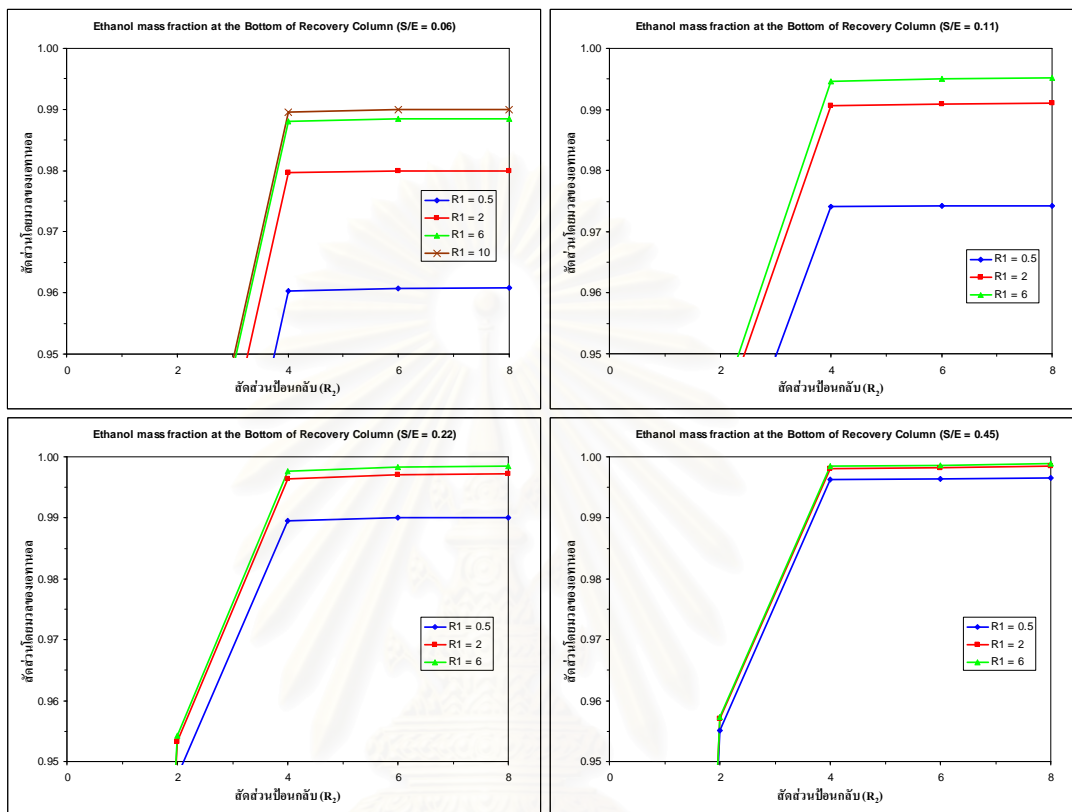 Ethanol mass fraction at the Bottom of Recovery Column (S/E = 0.06)
1.00
0.99
0.98
0.97
0.96
0.95
0
2
4
6
8
สัดส่วนโดยมวลของเอทานอล
สัดส่วนป้อนกลับ (R2)
R1 = 0.5
R1 = 2
R1 = 6
R1 = 10
Ethanol mass fraction at the Bottom of Recovery Column (S/E = 0.11)
1.00
0.99
0.98
0.97
0.96
0.95
0
2
4
6
8
สัดส่วนโดยมวลของเอทานอล
สัดส่วนป้อนกลับ (R2)
R1 = 0.5
R1 = 2
R1 = 6
Ethanol mass fraction at the Bottom of Recovery Column (S/E = 0.22)
1.00
0.99
0.98
0.97
0.96
0.95
0
2
4
6
8
สัดส่วนโดยมวลของเอทานอล
สัดส่วนป้อนกลับ (R2)
R1 = 0.5
R1 = 2
R1 = 6
Ethanol mass fraction at the Bottom of Recovery Column (S/E = 0.45)
1.00
0.99
0.98
0.97
0.96
0.95
0
2
4
6
8
สัดส่วนโดยมวลของเอทานอล
สัดส่วนป้อนกลับ (R2)
R1 = 0.5
R1 = 2
R1 = 6